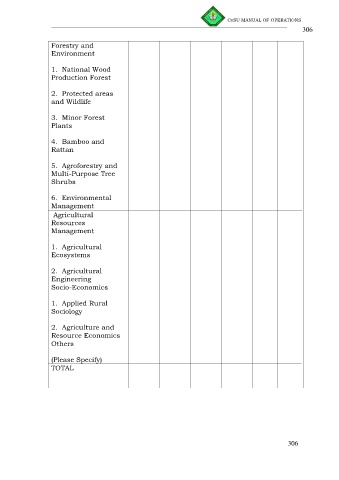 CNSU MANUAL OF OPERATIONS
306
Forestry and
Environment
1. National Wood
Production Forest
2. Protected areas
and Wildlife
3. Minor Forest
Plants
4. Bamboo and
Rattan
5. Agroforestry and
Multi-Purpose Tree
Shrubs
6. Environmental
Management
Agricultural
Resources
Management
1. Agricultural
Ecosystems
2. Agricultural
Engineering
Socio-Economics
1. Applied Rural
Sociology
2. Agriculture and
Resource Economics
Others
(Please Specify)
TOTAL
306